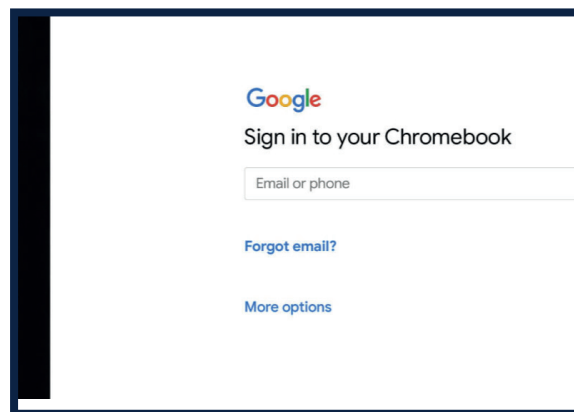 Google
Sign in to your Chromebook
Email or phone
Forgot email?
More options